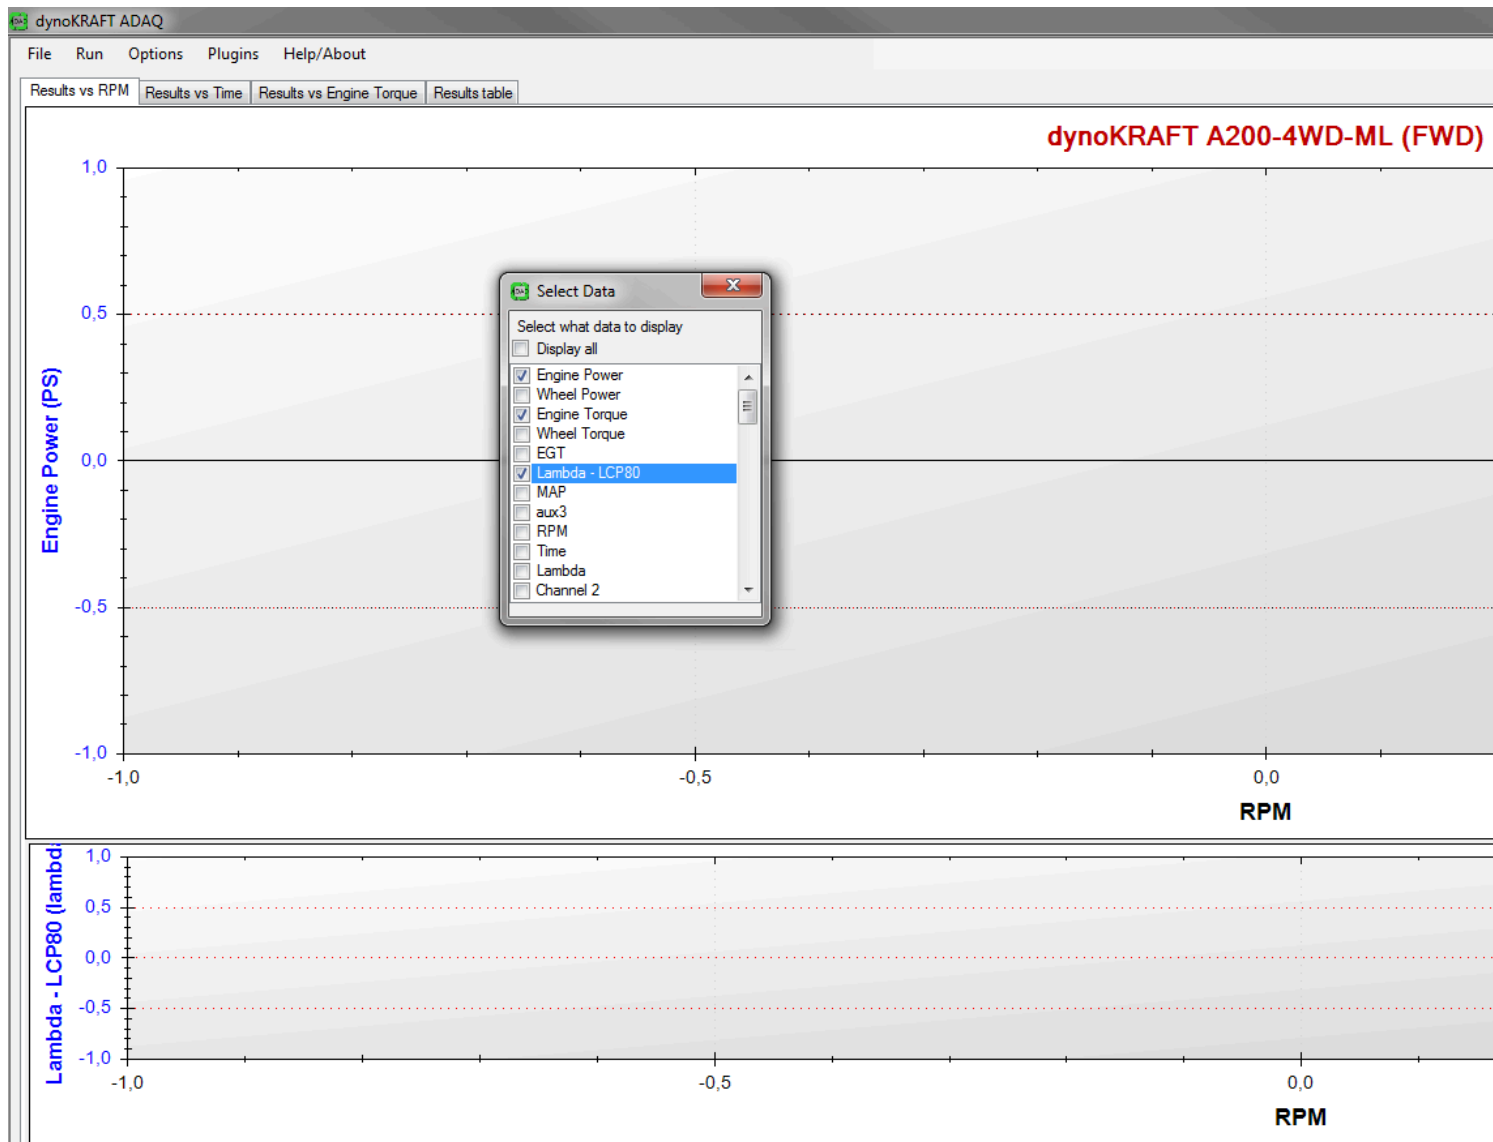 dynoKRAFT ADAQ
File Run Options Plugins Help/About
Results vs RPM Results vs Time Results vs Engine Torque Results table
dynoKRAFT A200-4WD-ML (FWD)
1,0
0,5
0,0
-0,5
-1,0
Engine Power (PS)
-1,0 -0,5 0,0
RPM
Select Data
Select what data to display
Display all
Engine Power
Wheel Power
Engine Torque
Wheel Torque
EGT
Lambda - LCP80
MAP
aux3
RPM
Time
Lambda
Channel 2
Lambda - LCP80 (lambda
1,0
0,5
0,0
-0,5
-1,0
-1,0 -0,5 0,0
RPM